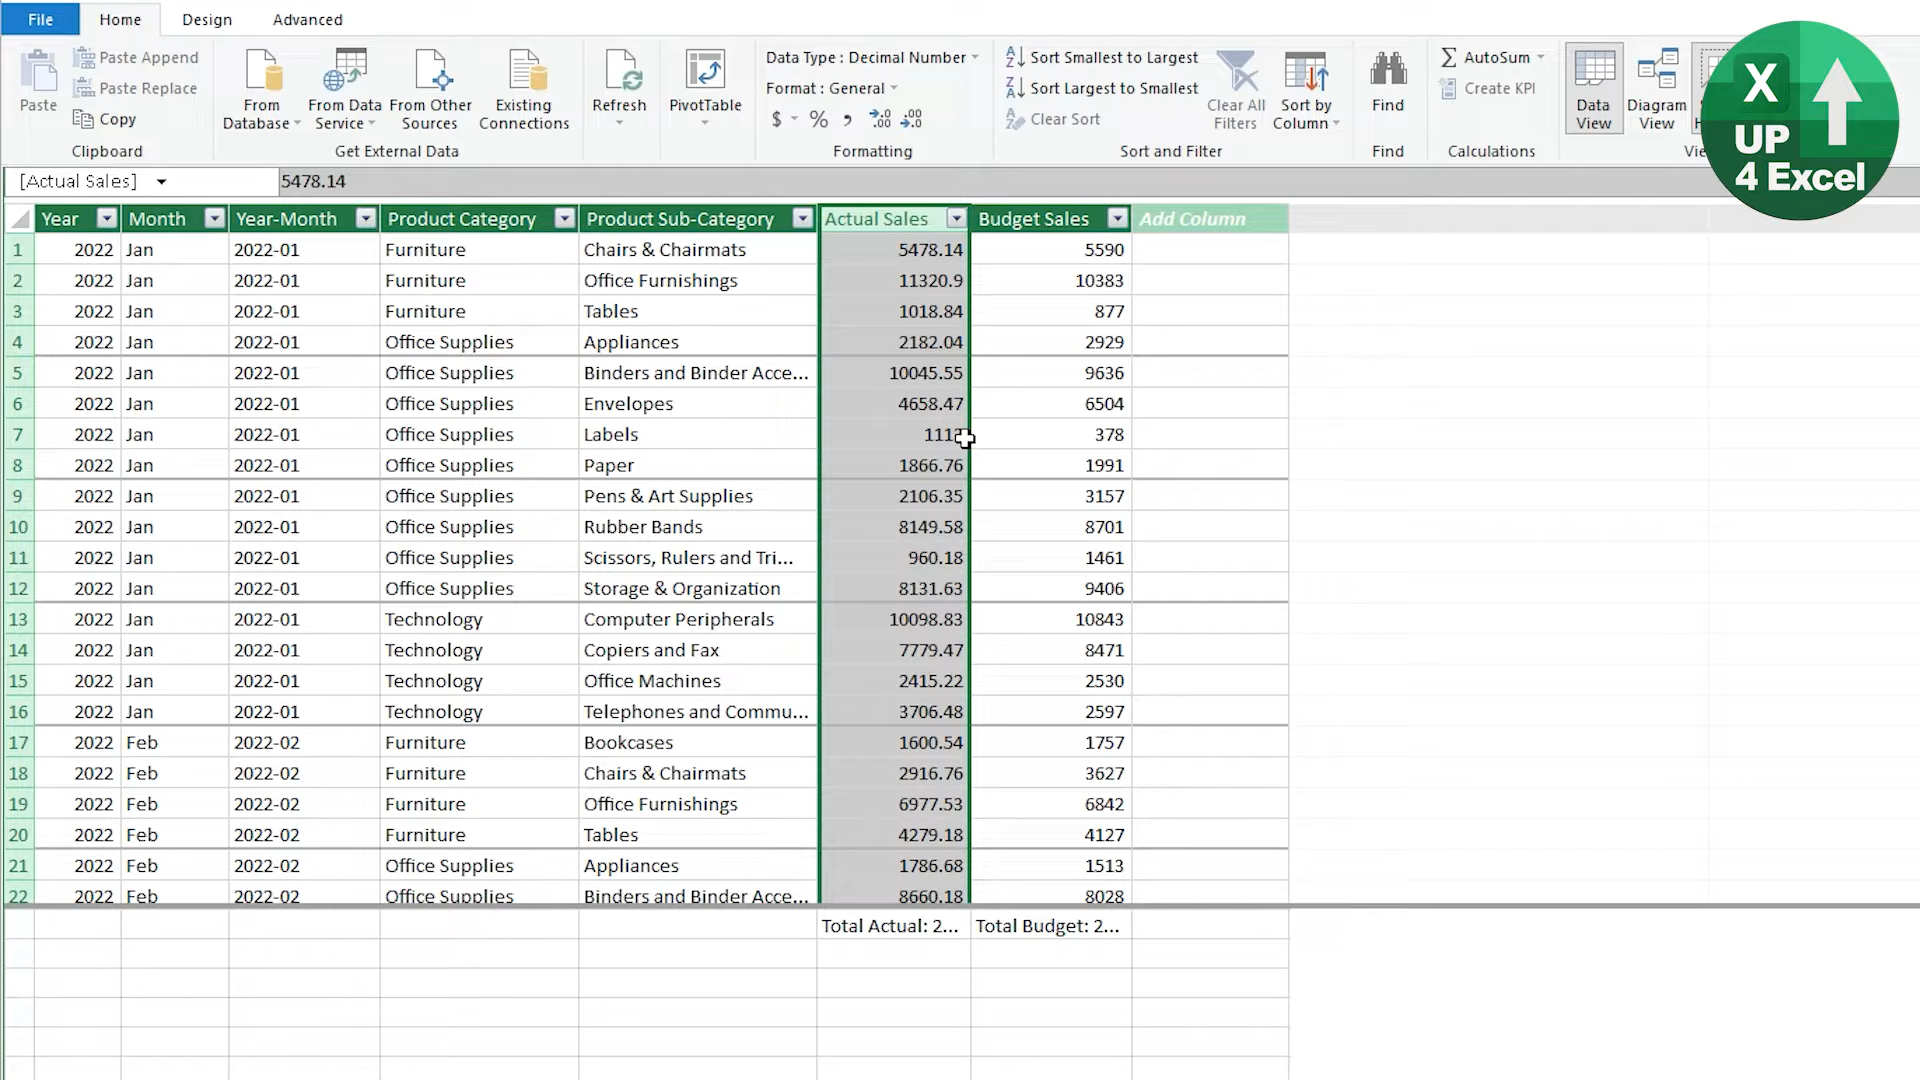 File Home Design Advanced
Paste Paste Append Paste Replace Copy
Clipboard
From Database From Data Service From Other Sources Existing Connections
Get External Data
Refresh
PivotTable
Data Type : Decimal Number
Format : General
$ % ,
Formatting
Sort Smallest to Largest
Sort Largest to Smallest
Clear Sort
Clear All Filters
Sort by Column
Sort and Filter
Find
Find
AutoSum
Create KPI
Calculations
Data View
Diagram View
X
UP
4 Excel
[Actual Sales] 5478.14
Year Month Year-Month Product Category Product Sub-Category Actual Sales Budget Sales Add Column
1 2022 Jan 2022-01 Furniture Chairs & Chairmats 5478.14 5590
2 2022 Jan 2022-01 Furniture Office Furnishings 11320.9 10383
3 2022 Jan 2022-01 Furniture Tables 1018.84 877
4 2022 Jan 2022-01 Office Supplies Appliances 2182.04 2929
5 2022 Jan 2022-01 Office Supplies Binders and Binder Acce... 10045.55 9636
6 2022 Jan 2022-01 Office Supplies Envelopes 4658.47 6504
7 2022 Jan 2022-01 Office Supplies Labels 378
8 2022 Jan 2022-01 Office Supplies Paper 1866.76 1991
9 2022 Jan 2022-01 Office Supplies Pens & Art Supplies 2106.35 3157
10 2022 Jan 2022-01 Office Supplies Rubber Bands 8149.58 8701
11 2022 Jan 2022-01 Office Supplies Scissors, Rulers and Tri... 960.18 1461
12 2022 Jan 2022-01 Office Supplies Storage & Organization 8131.63 9406
13 2022 Jan 2022-01 Technology Computer Peripherals 10098.83 10843
14 2022 Jan 2022-01 Technology Copiers and Fax 7779.47 8471
15 2022 Jan 2022-01 Technology Office Machines 2415.22 2530
16 2022 Jan 2022-01 Technology Telephones and Commu... 3706.48 2597
17 2022 Feb 2022-02 Furniture Bookcases 1600.54 1757
18 2022 Feb 2022-02 Furniture Chairs & Chairmats 2916.76 3627
19 2022 Feb 2022-02 Furniture Office Furnishings 6977.53 6842
20 2022 Feb 2022-02 Furniture Tables 4279.18 4127
21 2022 Feb 2022-02 Office Supplies Appliances 1786.68 1513
22 2022 Feb 2022-02 Office Supplies Binders and Binder Acce... 8660.18 8028
Total Actual: 2... Total Budget: 2...